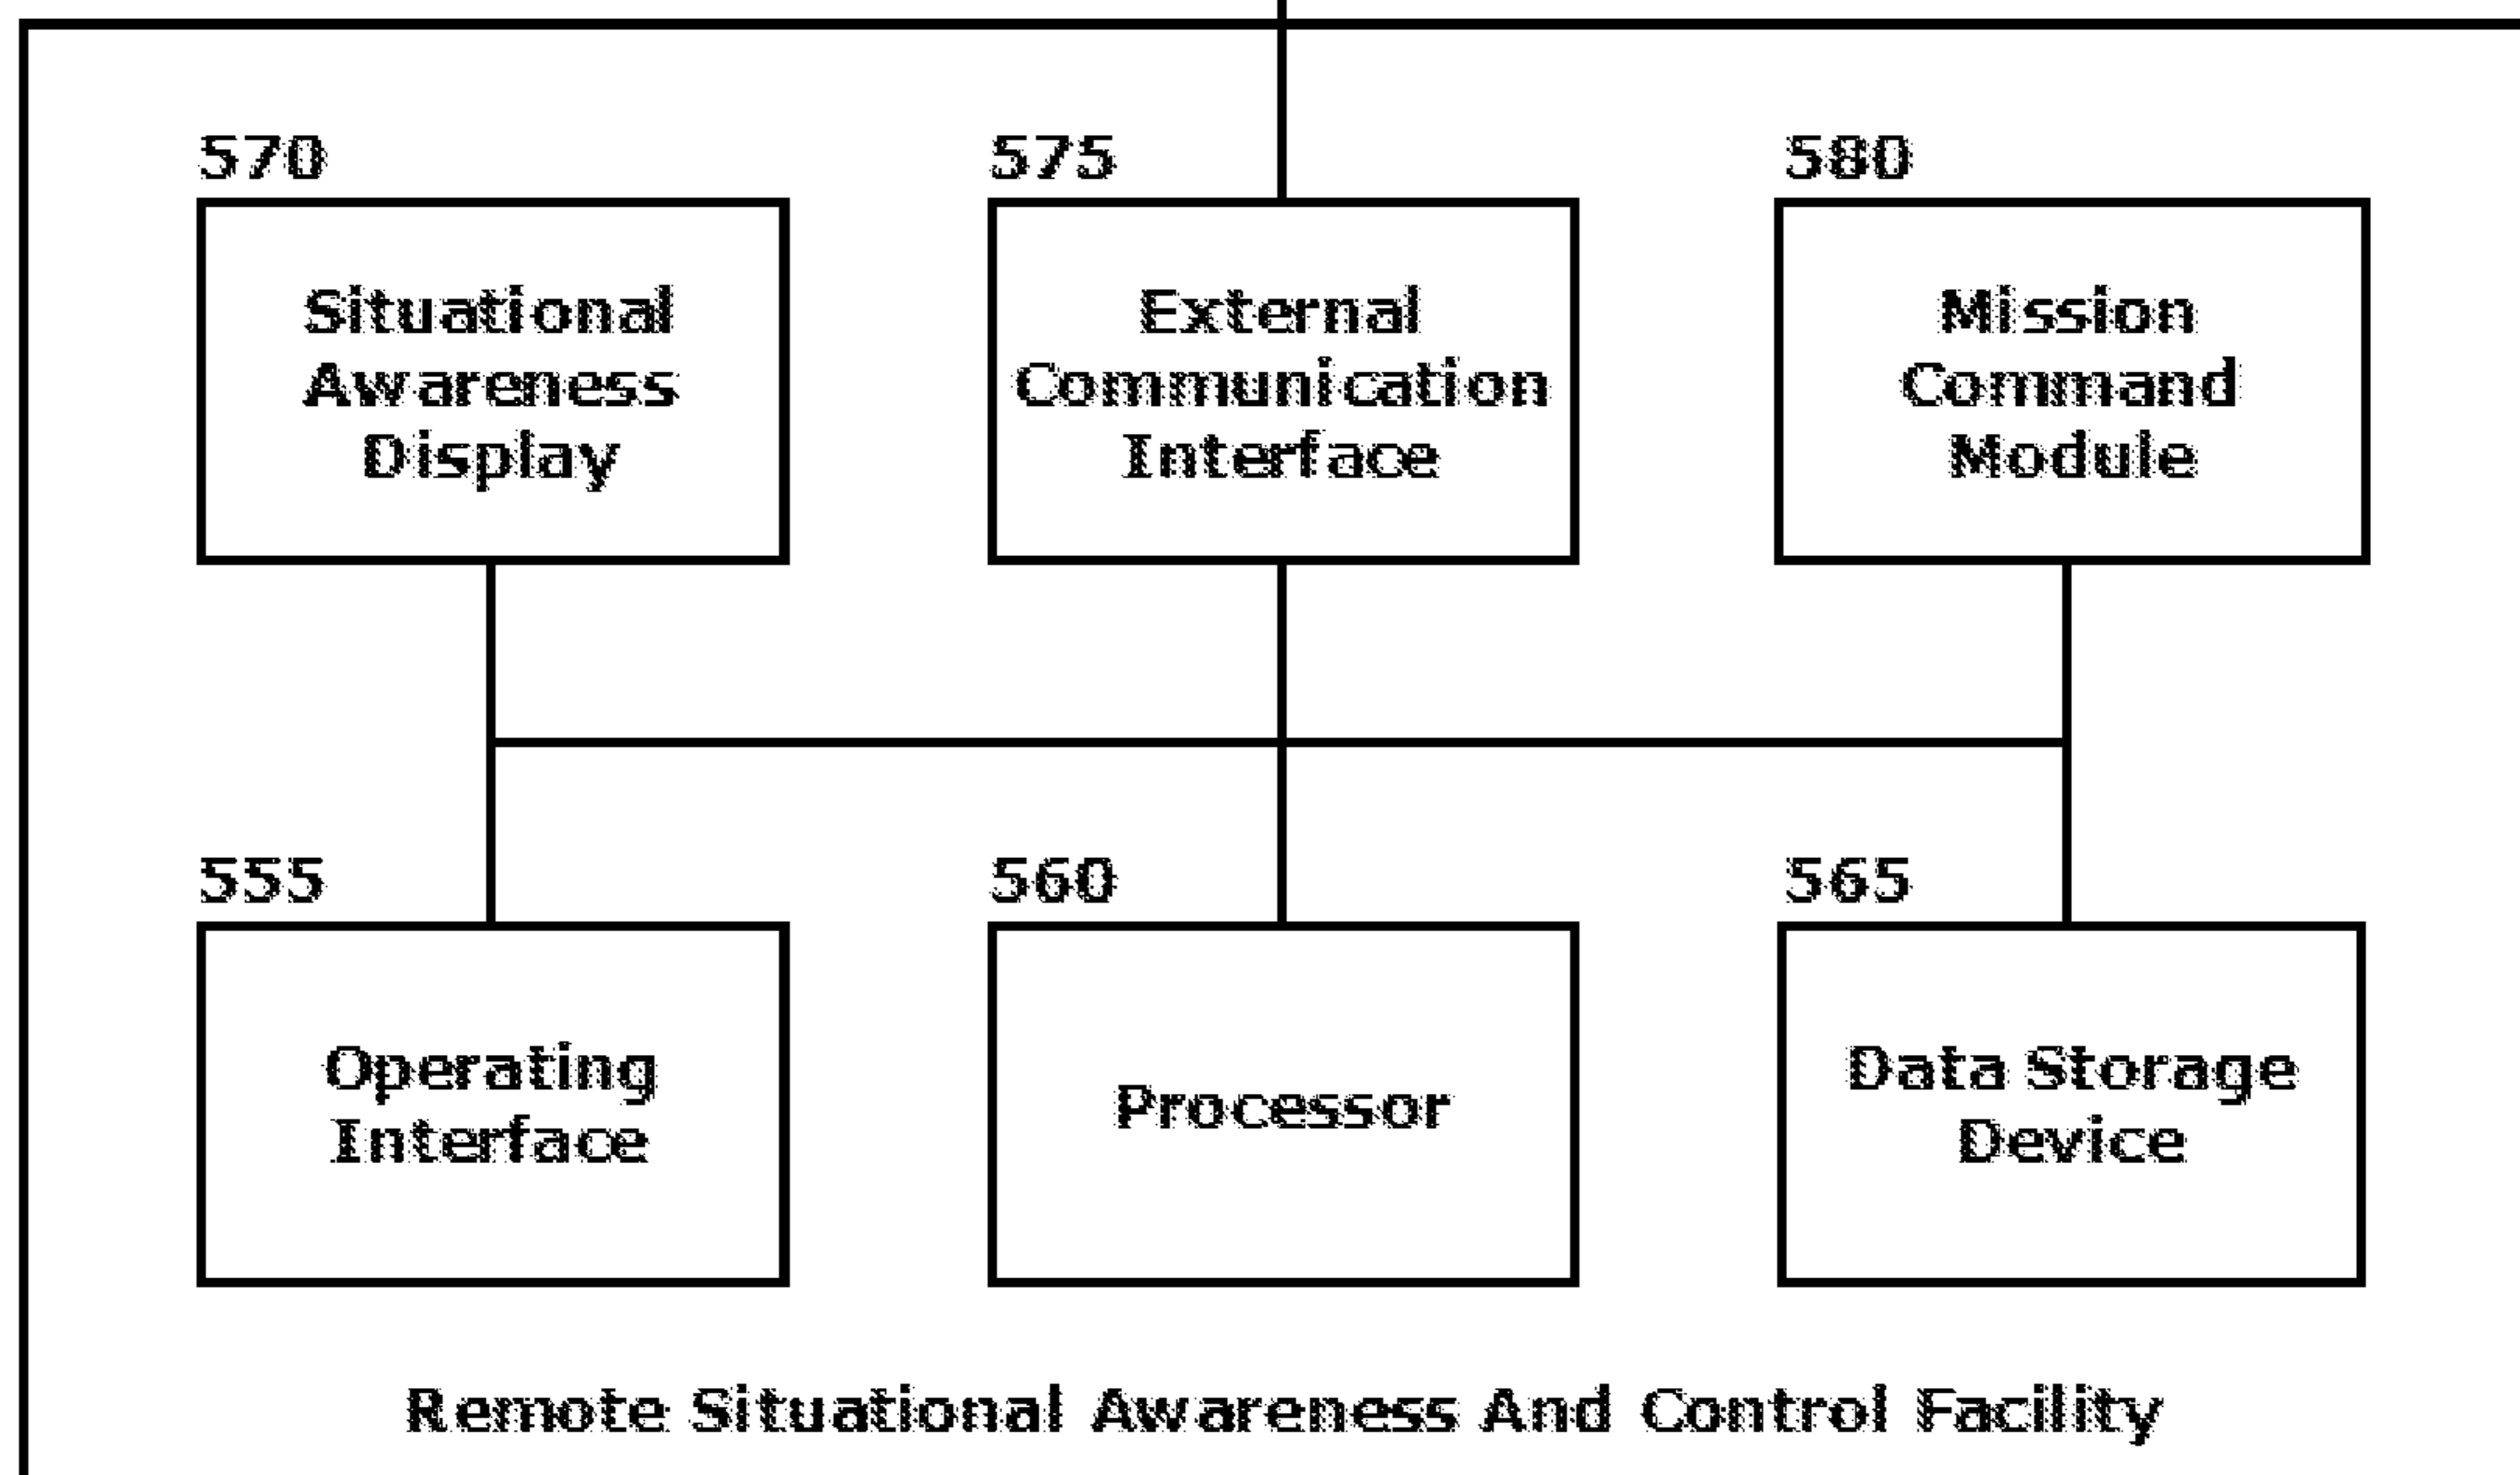 570
575
580
Situational
Awareness
Display
External
Communication
Interface
Mission
Command
Module
555
560
565
Operating
Interface
Processor
Data Storage
Device
Remote Situational Awareness And Control Facility